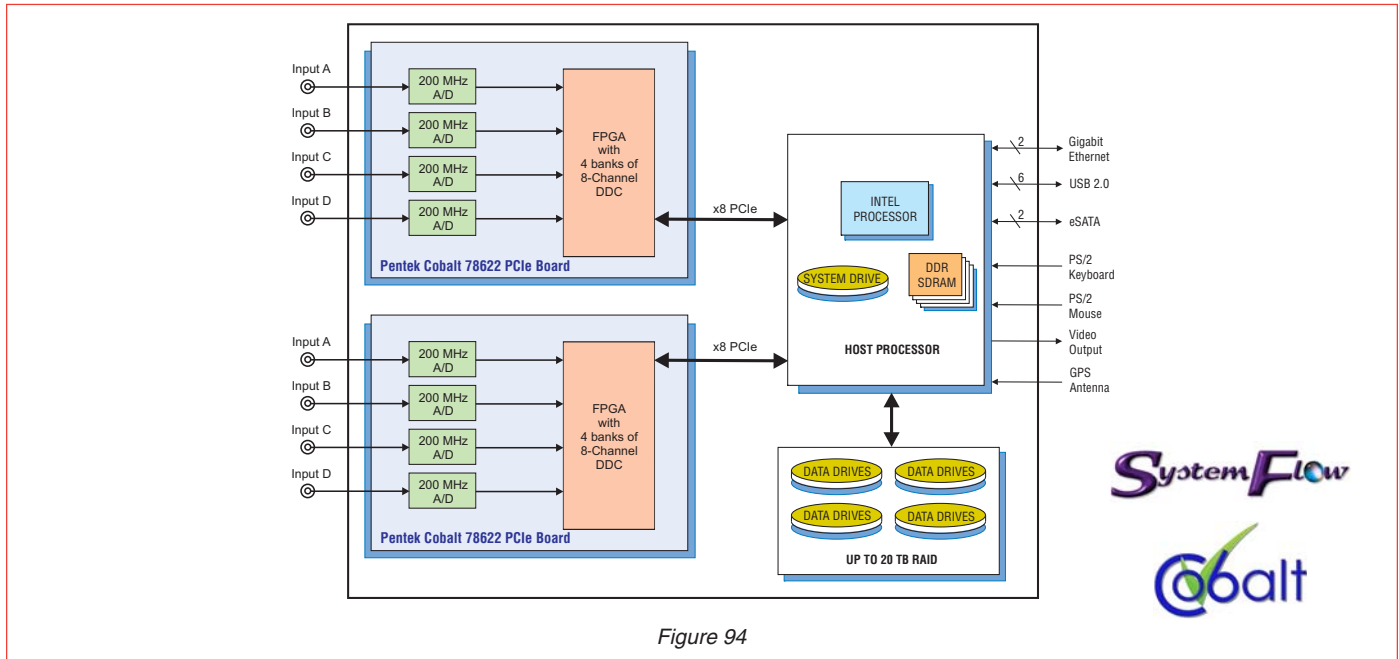 Input A
Input B
Input C
Input D
200 MHz
A/D
200 MHz
A/D
200 MHz
A/D
200 MHz
A/D
FPGA
with
4 banks of
8-Channel
DDC
Pentek Cobalt 78622 PCIe Board
x8 PCIe
Input A
Input B
Input C
Input D
200 MHz
A/D
200 MHz
A/D
200 MHz
A/D
200 MHz
A/D
FPGA
with
4 banks of
8-Channel
DDC
Pentek Cobalt 78622 PCIe Board
x8 PCIe
INTEL
PROCESSOR
SYSTEM DRIVE
DDR
SDRAM
HOST PROCESSOR
2
Gigabit
Ethernet
6
USB 2.0
2
eSATA
PS/2
Keyboard
PS/2
Mouse
Video
Output
GPS
Antenna
DATA DRIVES
DATA DRIVES
DATA DRIVES
DATA DRIVES
UP TO 20 TB RAID
SystemFlow
Cobalt
Figure 94